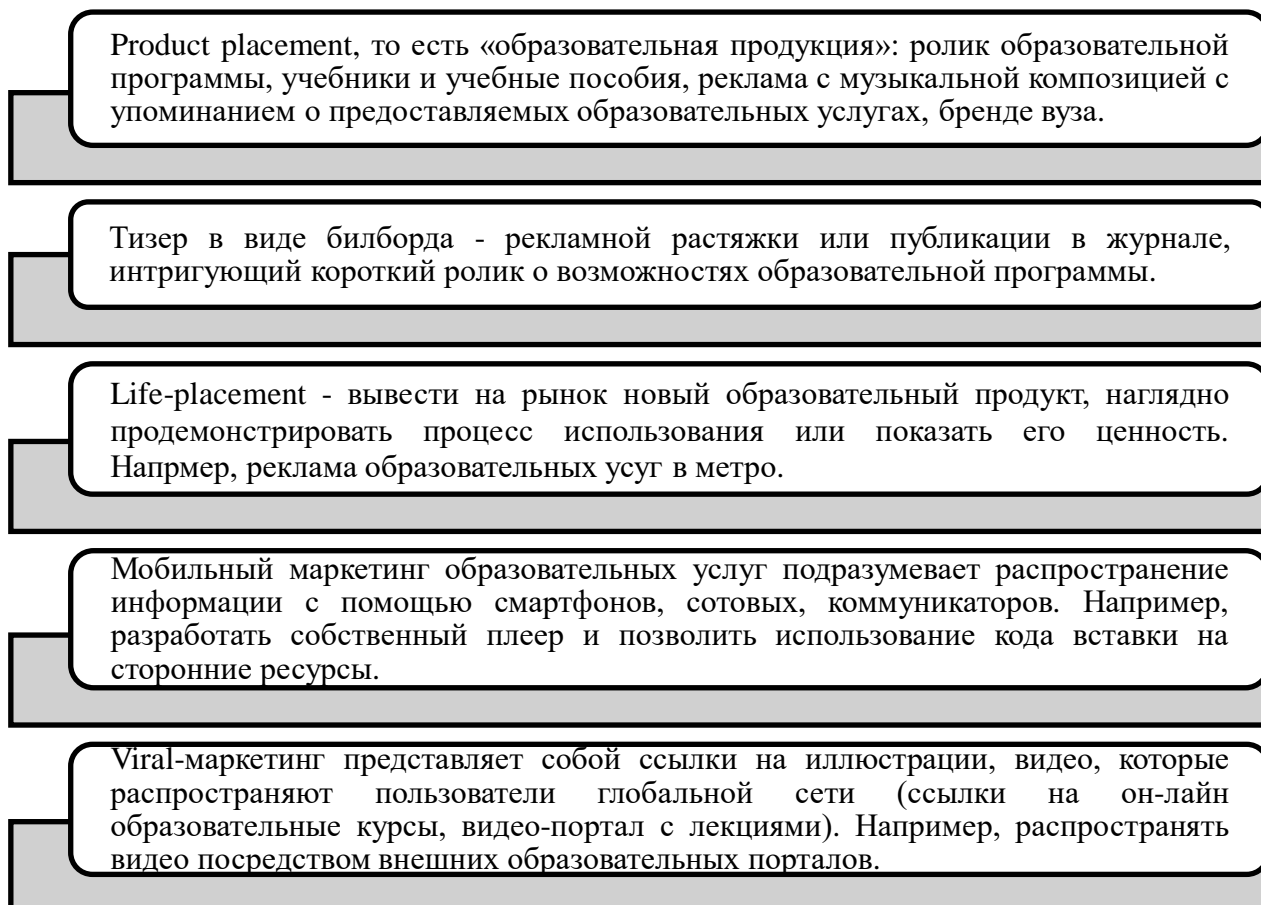 Product placement, то есть «образовательная продукция»: ролик образовательной
программы, учебники и учебные пособия, реклама с музыкальной композицией с
упоминанием о предоставляемых образовательных услугах, бренде вуза.
Тизер в виде билборда - рекламной растяжки или публикации в журнале,
интригующий короткий ролик о возможностях образовательной программы.
Life-placement - вывести на рынок новый образовательный продукт, наглядно
продемонстрировать процесс использования или показать его ценность.
Напрмер, реклама образовательных усуг в метро.
Мобильный маркетинг образовательных услуг подразумевает распространение
информации с помощью смартфонов, сотовых, коммуникаторов. Например,
разработать собственный плеер и позволить использование кода вставки на
сторонние ресурсы.
Viral-маркетинг представляет собой ссылки на иллюстрации, видео, которые
распространяют пользователи глобальной сети (ссылки на он-лайн
образовательные курсы, видео-портал с лекциями). Например, распространять
видео посредством внешних образовательных порталов.